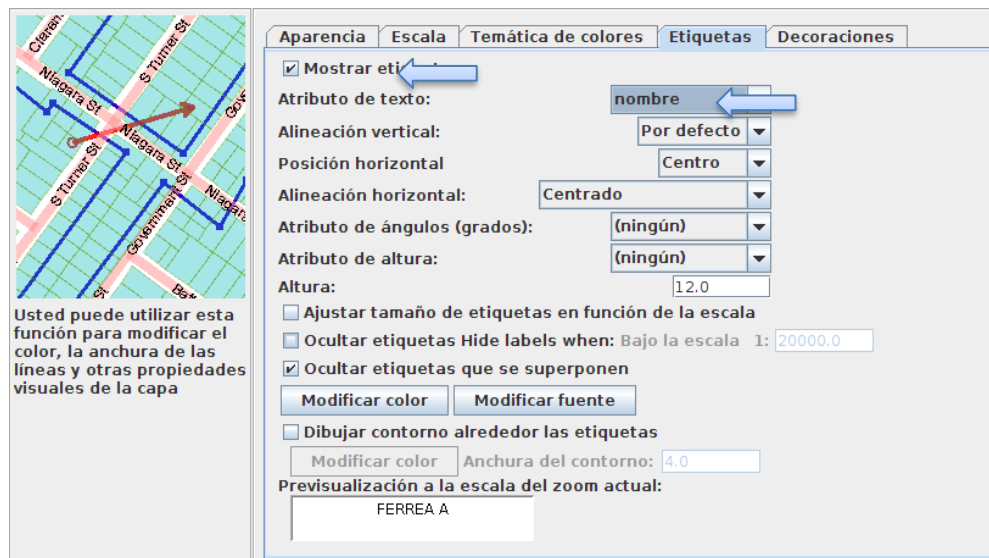 Claran
S Turner St
Niagara St
Gov
Niagara St
S Turner St
Government St
Niagara
St
Ba
Usted puede utilizar esta
función para modificar el
color, la anchura de las
líneas y otras propiedades
visuales de la capa
Aparencia Escala Temática de colores Etiquetas Decoraciones
Mostrar
Atributo de texto: nombre
Alineación vertical: Por defecto
Posición horizontal Centro
Alineación horizontal: Centrado
Atributo de ángulos (grados): (ningún)
Atributo de altura: (ningún)
Altura: 12.0
Ajustar tamaño de etiquetas en función de la escala
Ocultar etiquetas Hide labels when: Bajo la escala 1: 20000.0
Ocultar etiquetas que se superponen
Modificar color Modificar fuente
Dibujar contorno alrededor las etiquetas
Modificar color Anchura del contorno: 4.0
Previsualización a la escala del zoom actual:
FERREA A